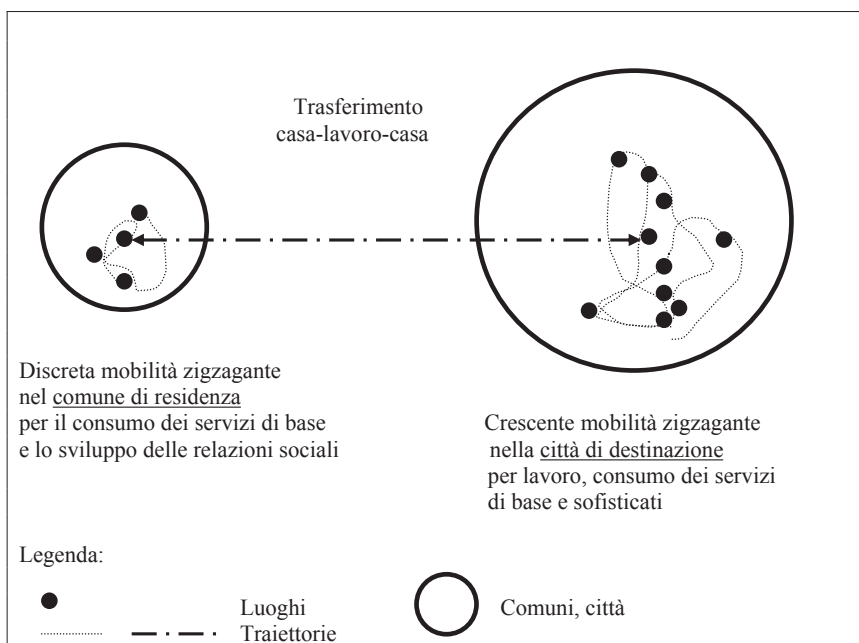 Trasferimento
casa-lavoro-casa
Discreta mobilità zigzagante
nel comune di residenza
per il consumo dei servizi di base
e lo sviluppo delle relazioni sociali
Crescente mobilità zigzagante
nella città di destinazione
per lavoro, consumo dei servizi
di base e sofisticati
Legenda:
Luoghi
Traiettorie
Comuni, città